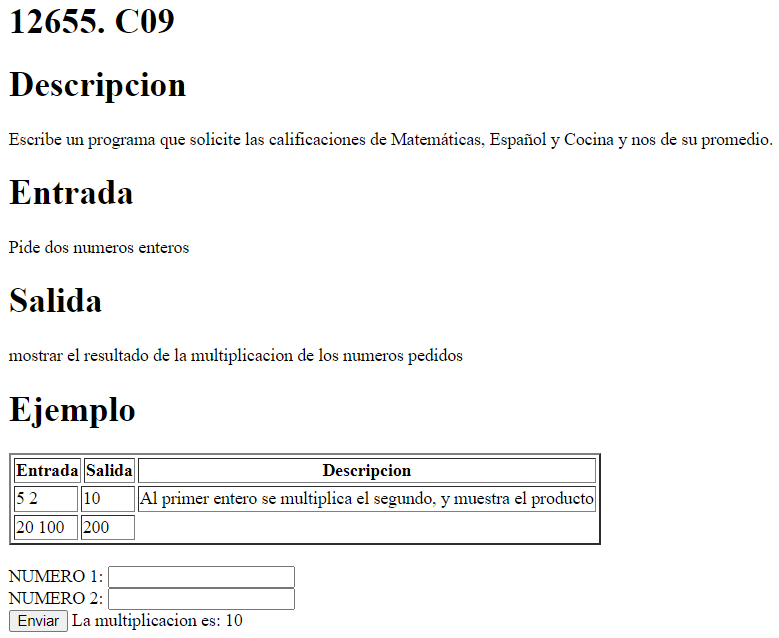 12655. C09
Descripcion
Escribe un programa que solicite las calificaciones de Matemáticas, Español y Cocina y nos de su promedio.
Entrada
Pide dos numeros enteros
Salida
mostrar el resultado de la multiplicacion de los numeros pedidos
Ejemplo
Entrada Salida Descripcion
5 2 10 Al primer entero se multiplica el segundo, y muestra el producto
20 100 200
NUMERO 1:
NUMERO 2:
Enviar La multiplicacion es: 10